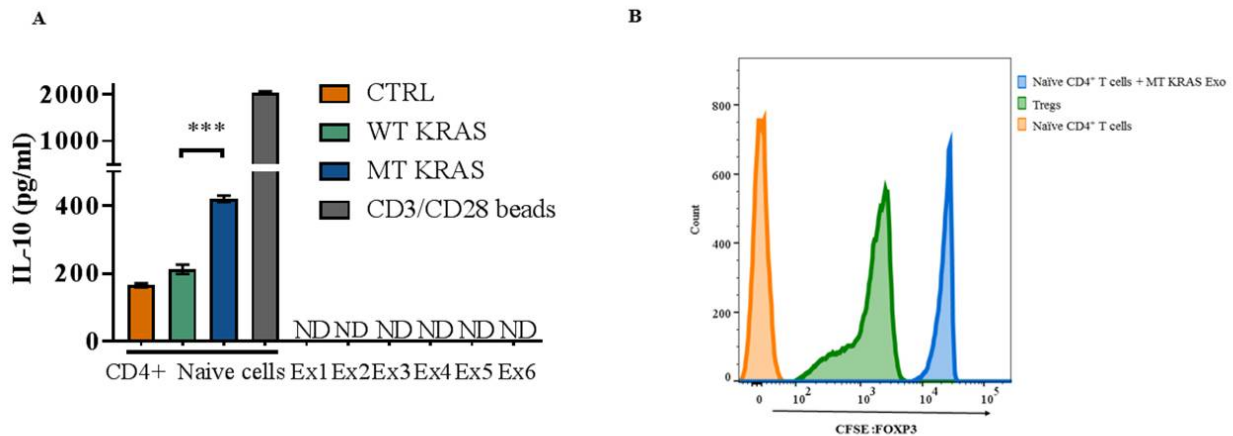 A
IL-10 (pg/ml)
2000
1000
400
200
0
***
CTRL
WT KRAS
MT KRAS
CD3/CD28 beads
ND ND ND ND ND ND
CD4+ Naive cells Ex1 Ex2 Ex3 Ex4 Ex5 Ex6
B
Count
800
600
400
200
0
0 10² 10³ 10⁴ 10⁵
CFSE :FOXP3
Naïve CD4⁺ T cells + MT KRAS Exo
Tregs
Naïve CD4⁺ T cells